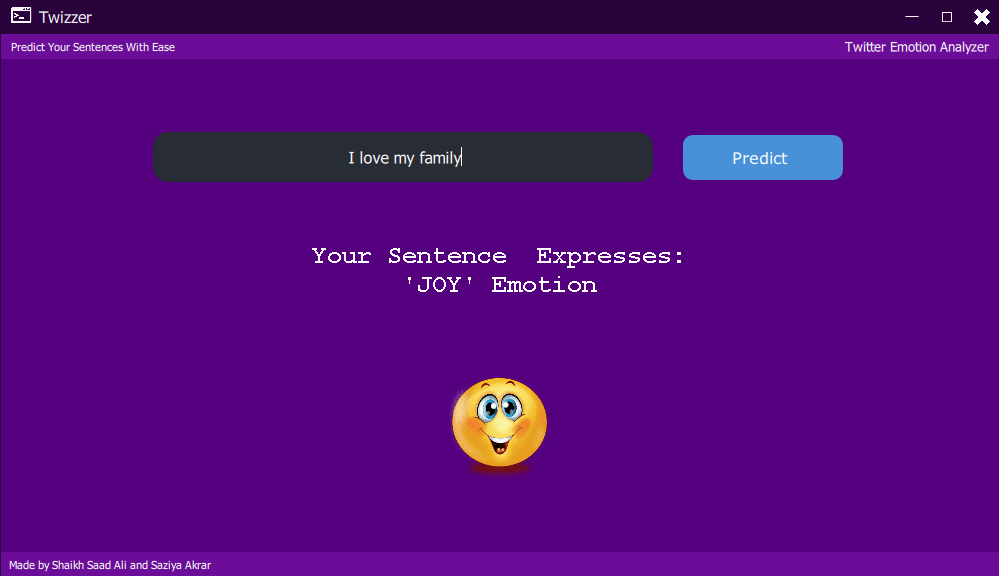 Twizzer
Predict Your Sentences With Ease
Twitter Emotion Analyzer
I love my family
Predict
Your Sentence  Expresses:
'JOY' Emotion
Made by Shaikh Saad Ali and Saziya Akrar